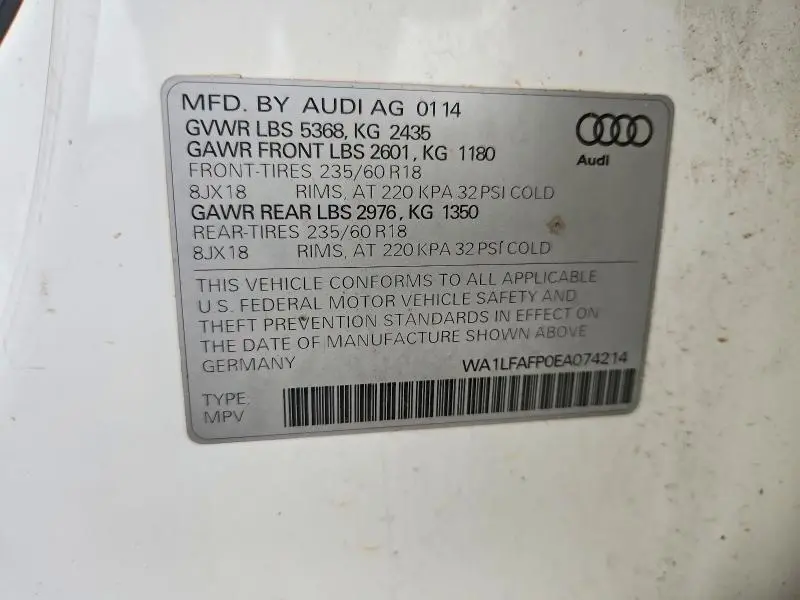 MFD. BY AUDI AG 01 14
GVWR LBS 5368, KG 2435
GAWR FRONT LBS 2601, KG 1180
FRONT-TIRES 235/60 R18
8JX18 RIMS, AT 220 KPA 32 PSI COLD
GAWR REAR LBS 2976, KG 1350
REAR-TIRES 235/60 R18
8JX18 RIMS, AT 220 KPA 32 PSI COLD
Audi
THIS VEHICLE CONFORMS TO ALL APPLICABLE
U.S. FEDERAL MOTOR VEHICLE SAFETY AND
THEFT PREVENTION STANDARDS IN EFFECT ON
THE DATE OF MANUFACTURE SHOWN ABOVE
GERMANY WA1LFAFP0EA074214
TYPE:
MPV